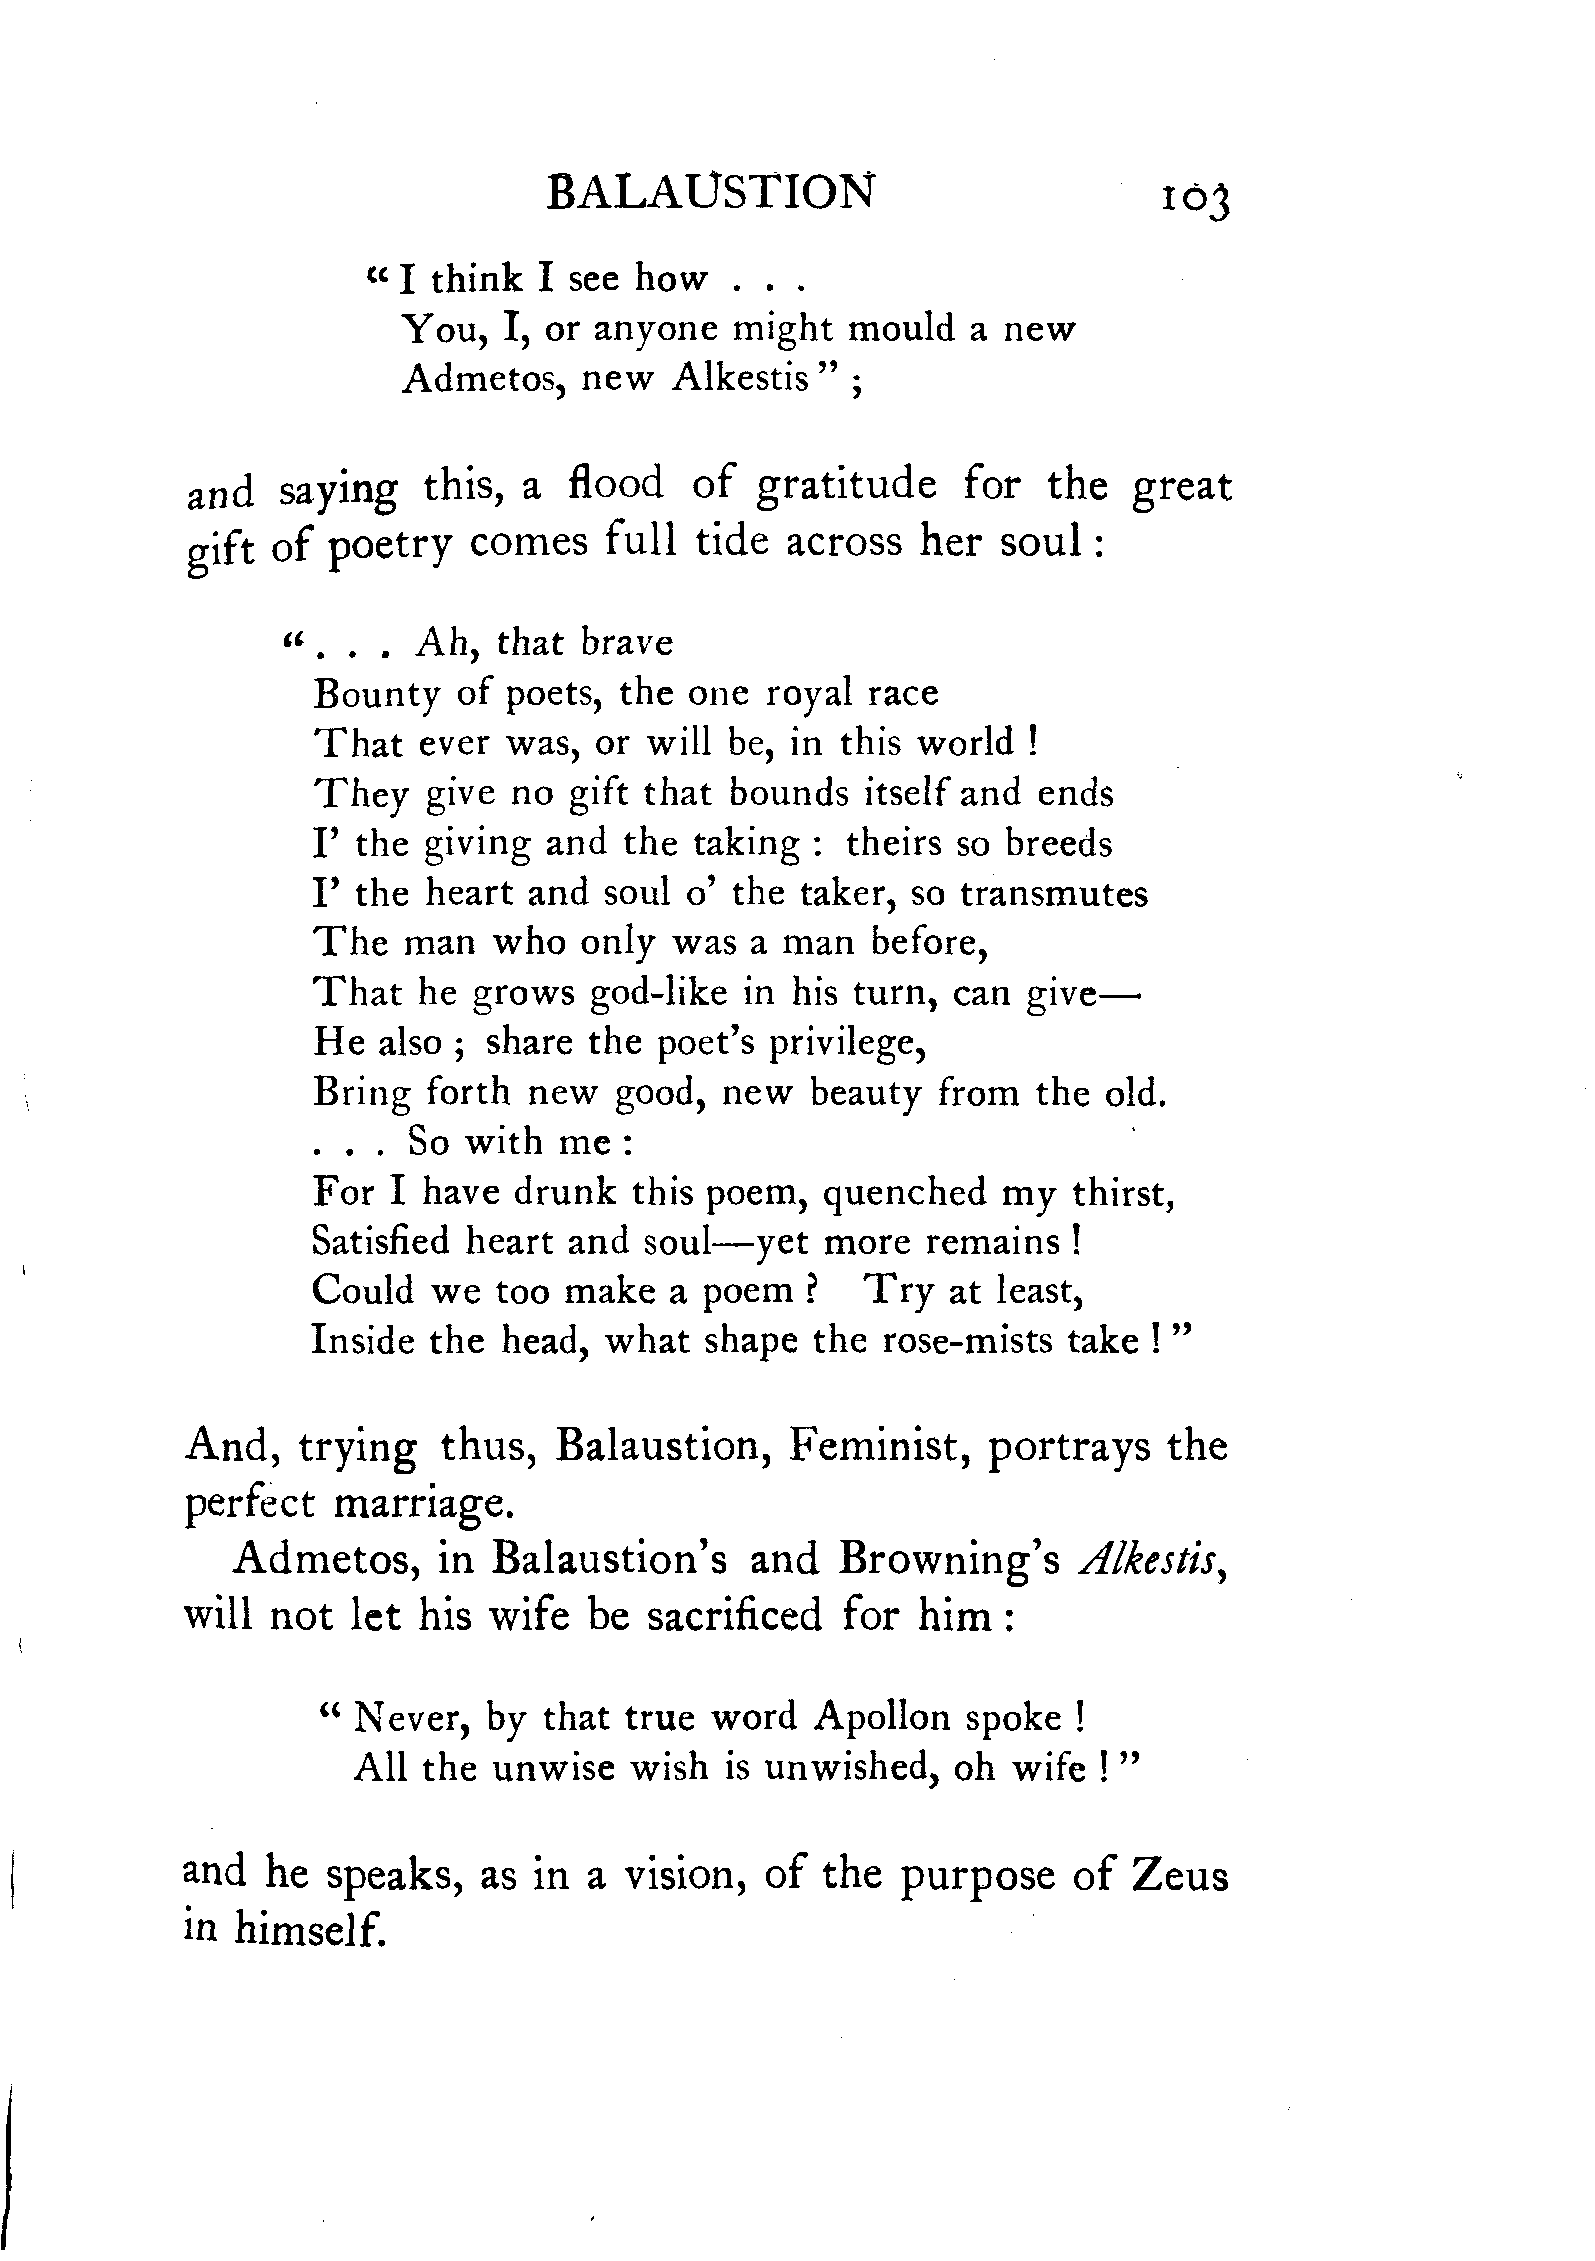 BALAUSTION 103
“ I think I see how . . .
You, I, or anyone might mould a new
Admetos, new Alkestis ” ;
and saying this, a flood of gratitude for the great
gift of poetry comes full tide across her soul :
“ . . . Ah, that brave
Bounty of poets, the one royal race
That ever was, or will be, in this world !
They give no gift that bounds itself and ends
I’ the giving and the taking : theirs so breeds
I’ the heart and soul o’ the taker, so transmutes
The man who only was a man before,
That he grows god-like in his turn, can give—
He also ; share the poet’s privilege,
Bring forth new good, new beauty from the old.
. . . So with me :
For I have drunk this poem, quenched my thirst,
Satisfied heart and soul—yet more remains !
Could we too make a poem ? Try at least,
Inside the head, what shape the rose-mists take ! ”
And, trying thus, Balaustion, Feminist, portrays the
perfect marriage.
Admetos, in Balaustion’s and Browning’s Alkestis,
will not let his wife be sacrificed for him :
“ Never, by that true word Apollon spoke !
All the unwise wish is unwished, oh wife ! ”
and he speaks, as in a vision, of the purpose of Zeus
in himself.